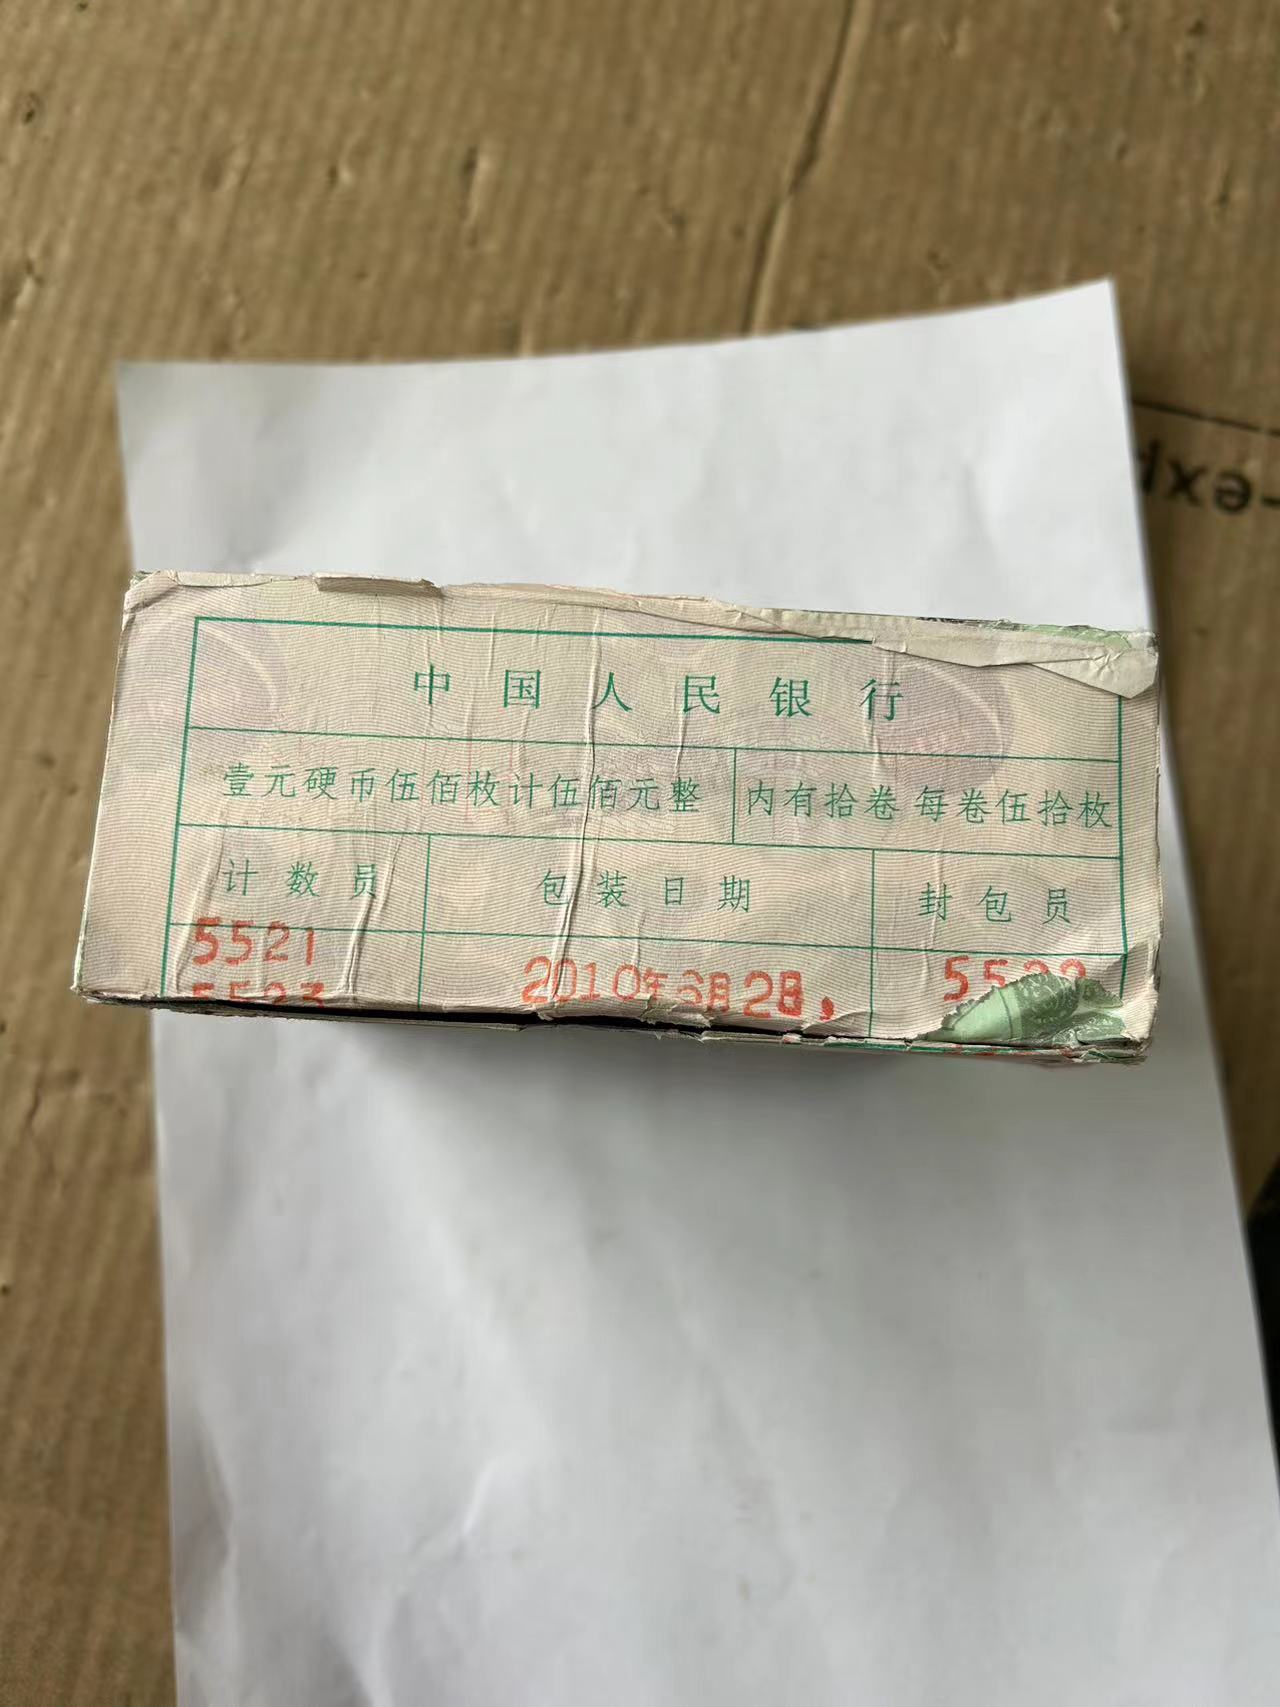 中国人民银行
壹元硬币伍佰枚计伍佰元整 内有拾卷 每卷伍拾枚
计数员 包装日期 封包员
5521 2010年6月28,
5523